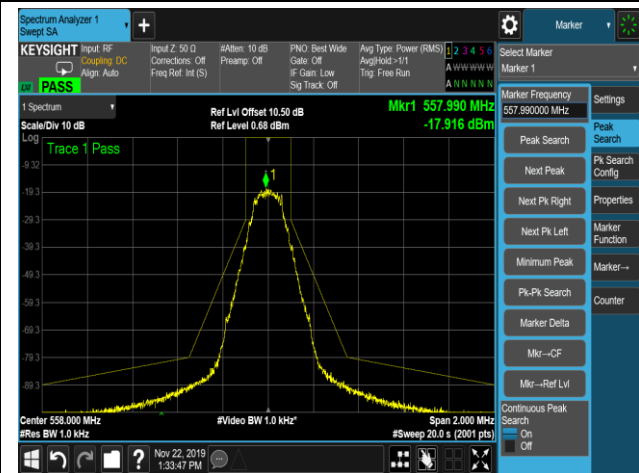 Spectrum Analyzer 1
Swept SA
+
Marker
KEYSIGHT
Input: RF
Coupling: DC
Align: Auto
Input Z: 50 Ω
Corrections: Off
Freq Ref: Int (S)
#Atten: 10 dB
Preamp: Off
PNO: Best Wide
Gate: Off
IF Gain: Low
Sig Track: Off
Avg Type: Power (RMS)
Avg|Hold:>1/1
Trig: Free Run
1 2 3 4 5 6
A W W W W W
A N N N N N
PASS
Select Marker
Marker 1
1 Spectrum
Scale/Div 10 dB
Log
Ref Lvl Offset 10.50 dB
Ref Level 0.68 dBm
Mkr1 557.990 MHz
-17.916 dBm
Trace 1 Pass
1
-9.32
-19.3
-29.3
-39.3
-49.3
-59.3
-69.3
-79.3
-89.3
Center 558.000 MHz
#Res BW 1.0 kHz
#Video BW 1.0 kHz*
Span 2.000 MHz
#Sweep 20.0 s (2001 pts)
Marker Frequency
557.990000 MHz
Peak Search
Next Peak
Next Pk Right
Next Pk Left
Minimum Peak
Pk-Pk Search
Marker Delta
Mkr→CF
Mkr→Ref Lvl
Continuous Peak
Search
On
Off
Settings
Peak
Search
Pk Search
Config
Properties
Marker
Function
Marker→
Counter
?
Nov 22, 2019
1:33:47 PM